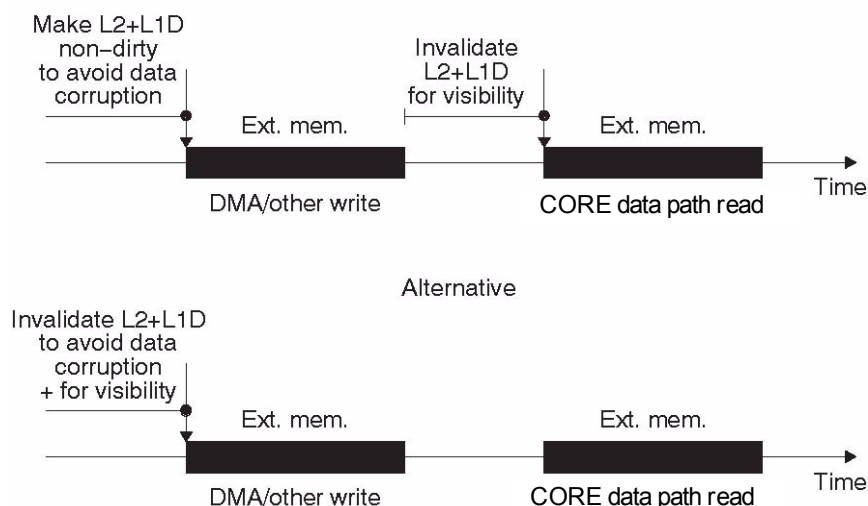 Make L2+L1D
non-dirty
to avoid data
corruption
Invalidate
L2+L1D
for visibility
Ext. mem.
Ext. mem.
Time
DMA/other write
CORE data path read
Alternative
Invalidate L2+L1D
to avoid data
corruption
+ for visibility
Ext. mem.
Ext. mem.
Time
DMA/other write
CORE data path read